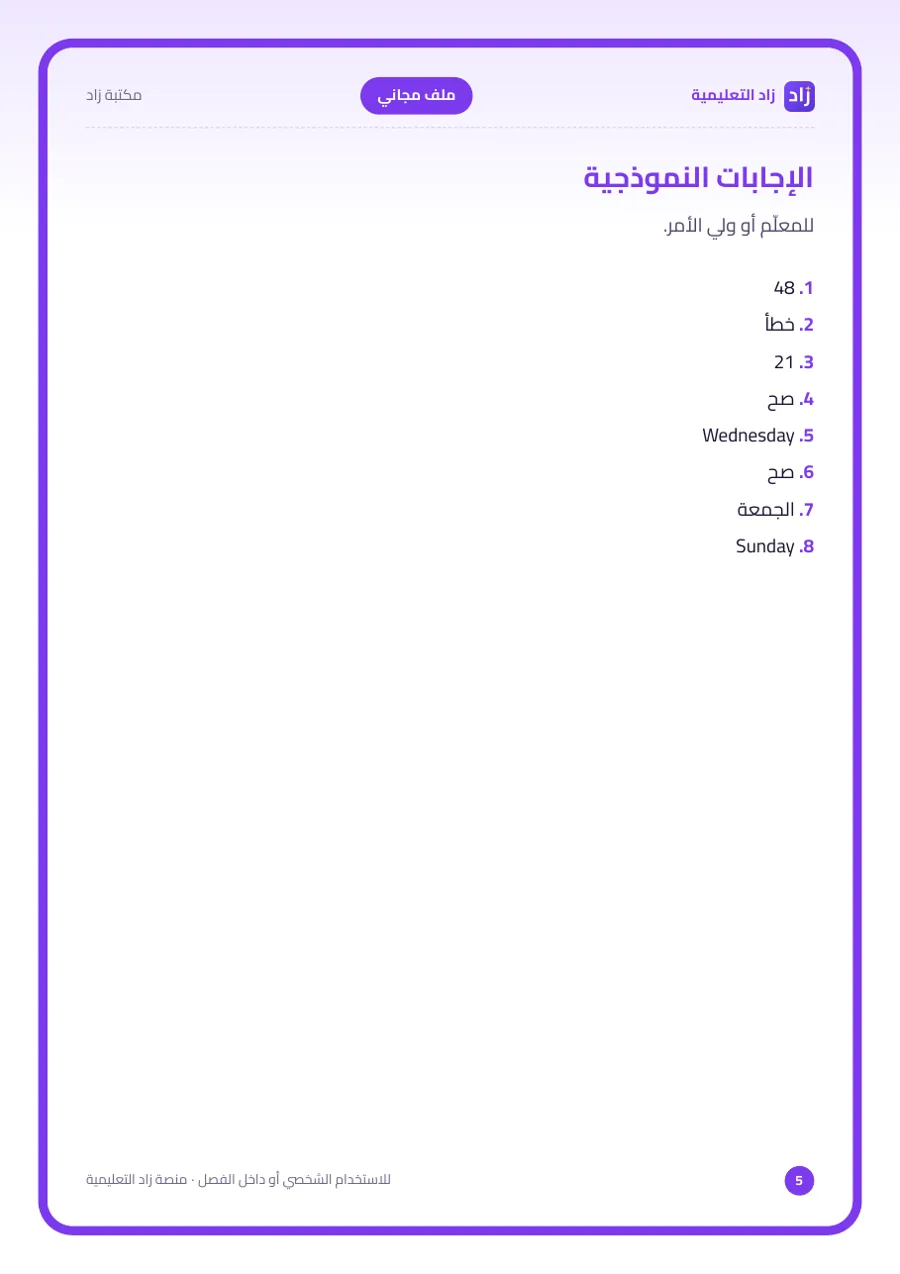 زاد زاد التعليمية
ملف مجاني
مكتبة زاد
الإجابات النموذجية
للمعلّم أو ولي الأمر.
1. 48
2. خطأ
3. 21
4. صح
5. Wednesday
6. صح
7. الجمعة
8. Sunday
5
للاستخدام الشخصي أو داخل الفصل · منصة زاد التعليمية